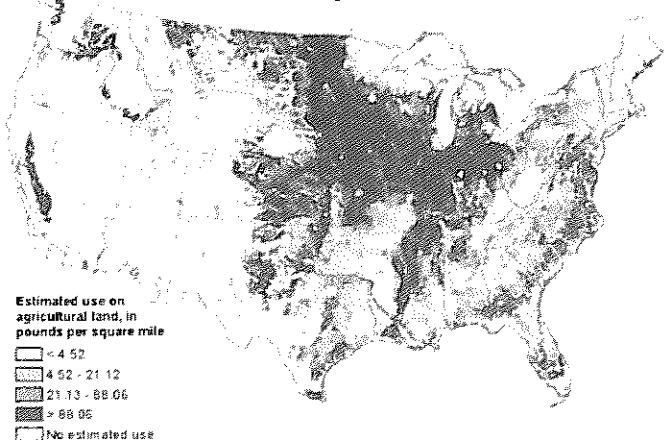 Estimated use on
agricultural land, in
pounds per square mile
< 4.52
4.52 - 21.12
21.13 - 88.06
> 88.06
No estimated use